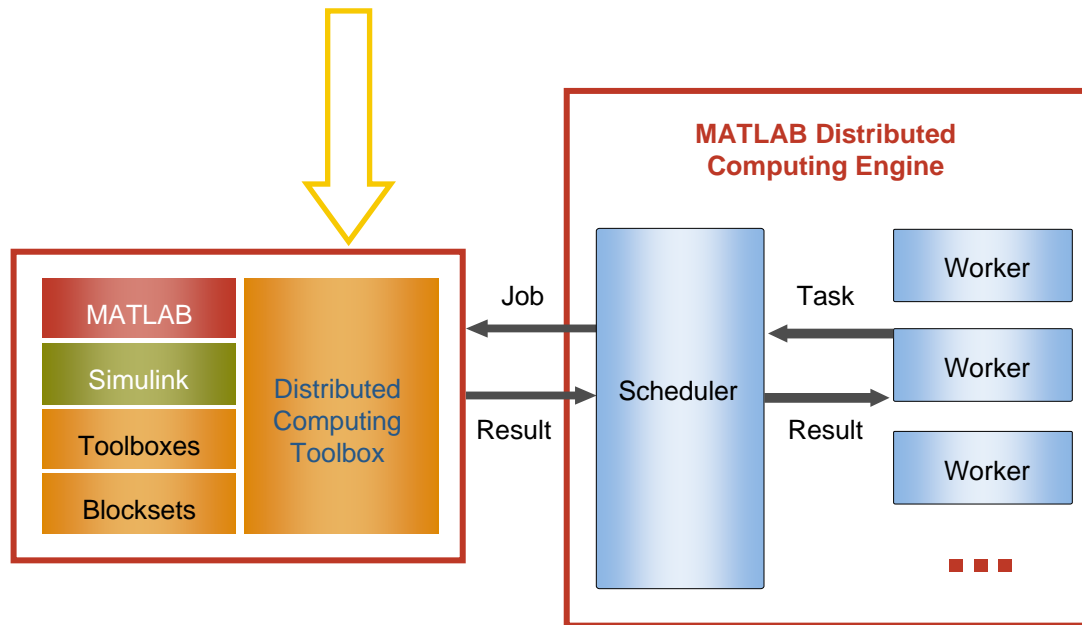 MATLAB Distributed
Computing Engine
MATLAB
Simulink
Toolboxes
Blocksets
Distributed
Computing
Toolbox
Job
Result
Scheduler
Task
Result
Worker
Worker
Worker